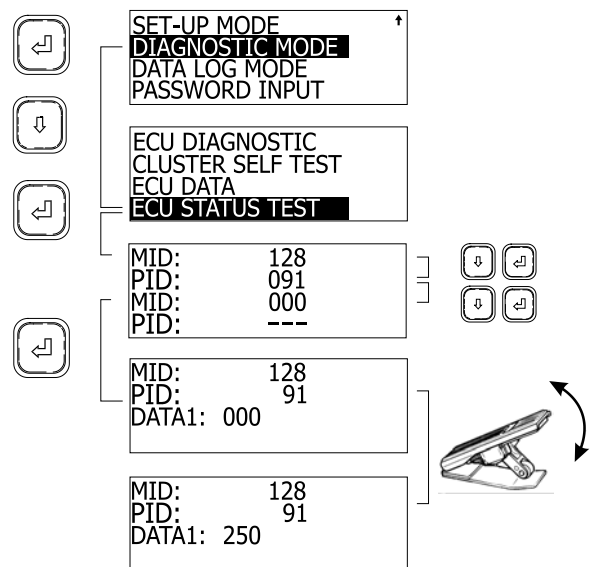 SET-UP MODE
DIAGNOSTIC MODE
DATA LOG MODE
PASSWORD INPUT
ECU DIAGNOSTIC
CLUSTER SELF TEST
ECU DATA
ECU STATUS TEST
MID: 128
PID: 091
MID: 000
PID: ---
MID: 128
PID: 91
DATA1: 000
MID: 128
PID: 91
DATA1: 250